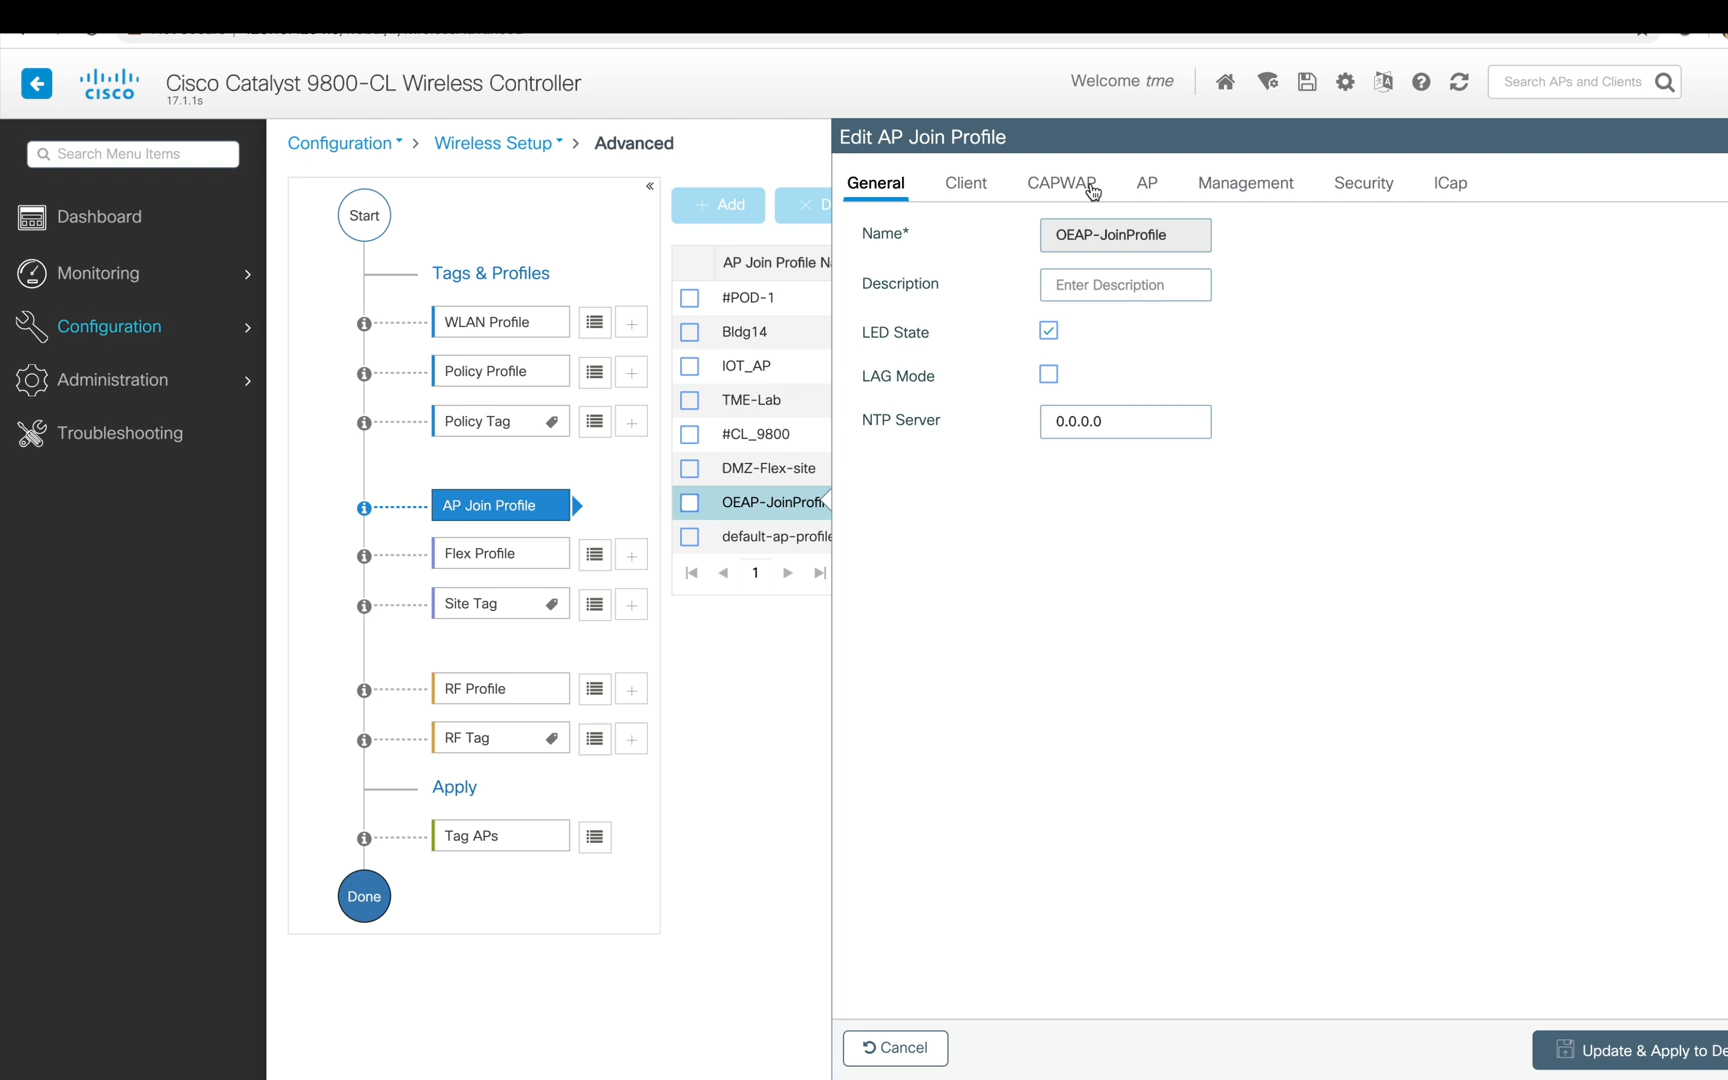 cisco
Cisco Catalyst 9800-CL Wireless Controller
17.1.1s
Welcome tme
Search APs and Clients
Search Menu Items
Dashboard
Monitoring
Configuration
Administration
Troubleshooting
Configuration > Wireless Setup > Advanced
Start
Tags & Profiles
WLAN Profile
Policy Profile
Policy Tag
AP Join Profile
Flex Profile
Site Tag
RF Profile
RF Tag
Apply
Tag APs
Done
+ Add
× D
AP Join Profile N
#POD-1
Bldg14
IOT_AP
TME-Lab
#CL_9800
DMZ-Flex-site
OEAP-JoinProfil
default-ap-profile
1
Edit AP Join Profile
General Client CAPWAP AP Management Security ICap
Name* OEAP-JoinProfile
Description Enter Description
LED State
LAG Mode
NTP Server 0.0.0.0
Cancel
Update & Apply to De